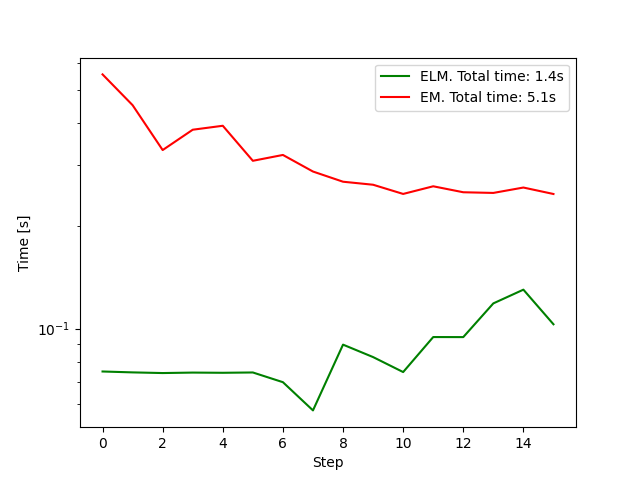 ELM. Total time: 1.4s
EM. Total time: 5.1s
Time [s]
10⁻¹
0 2 4 6 8 10 12 14
Step